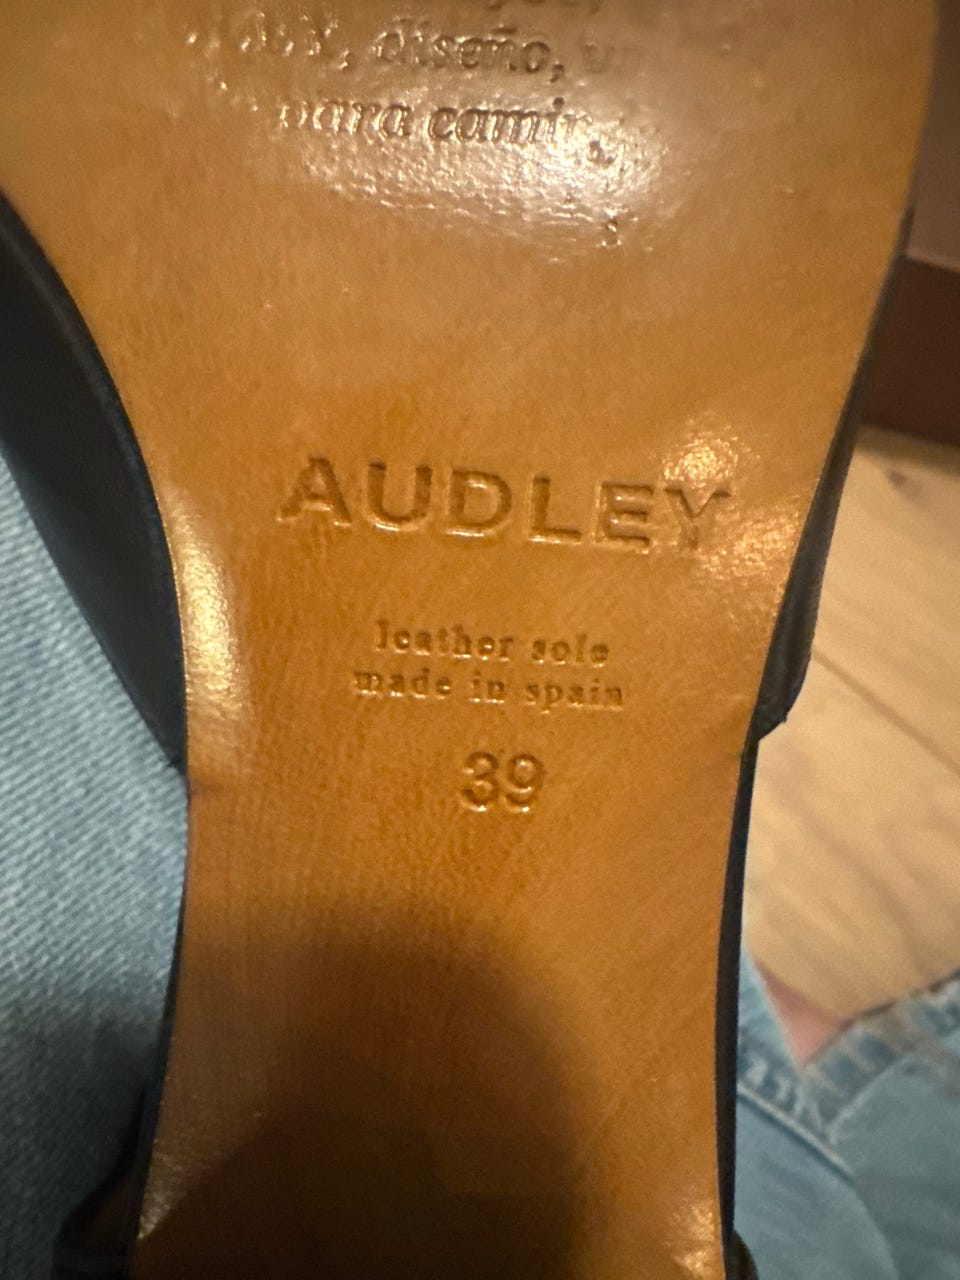 diseño,
para
AUDLEY
leather sole
made in spain
39